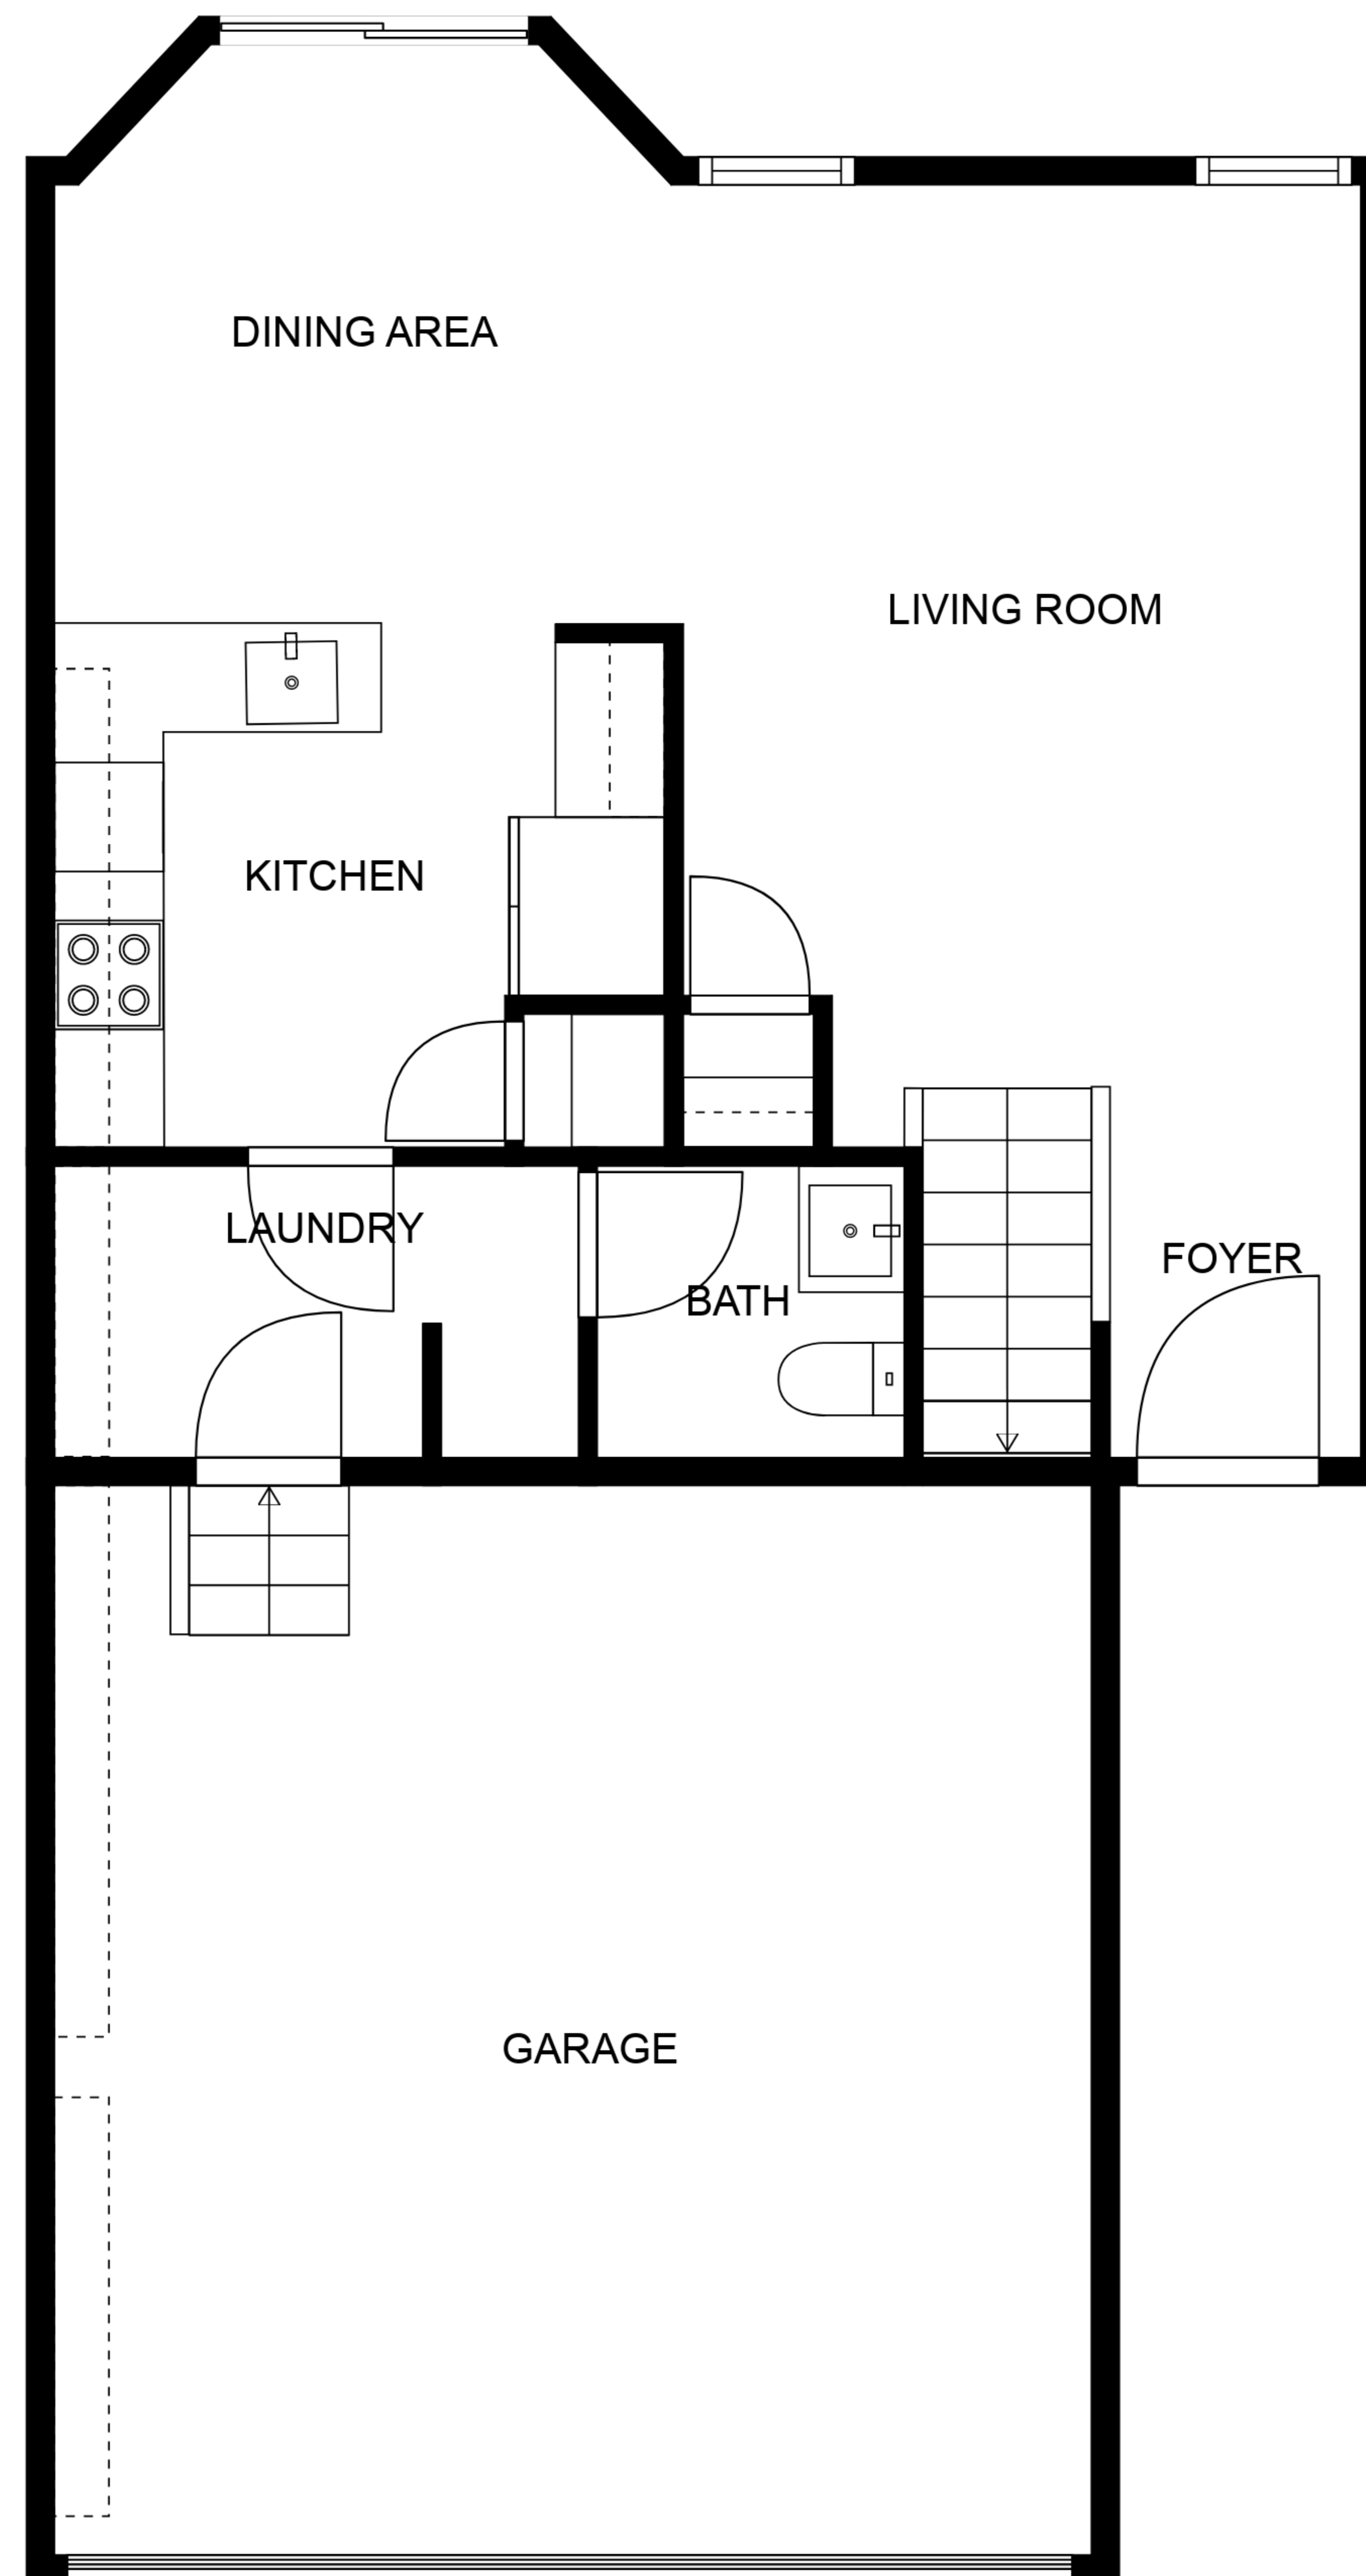 DINING AREA
LIVING ROOM
KITCHEN
LAUNDRY
FOYER
BATH
GARAGE